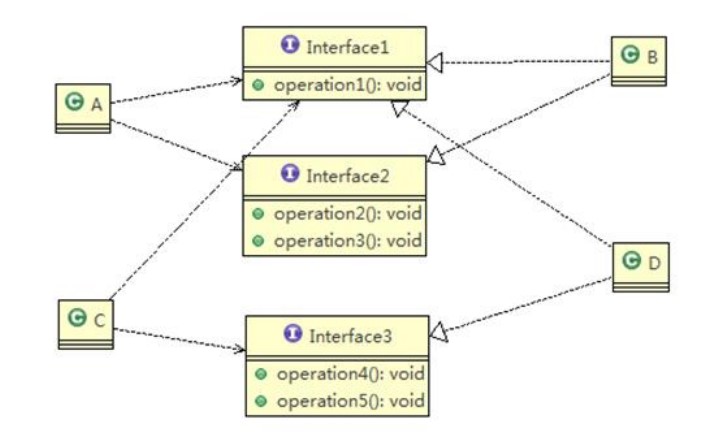 Interface1
operation1(): void
B
A
Interface2
operation2(): void
operation3(): void
D
C
Interface3
operation4(): void
operation5(): void